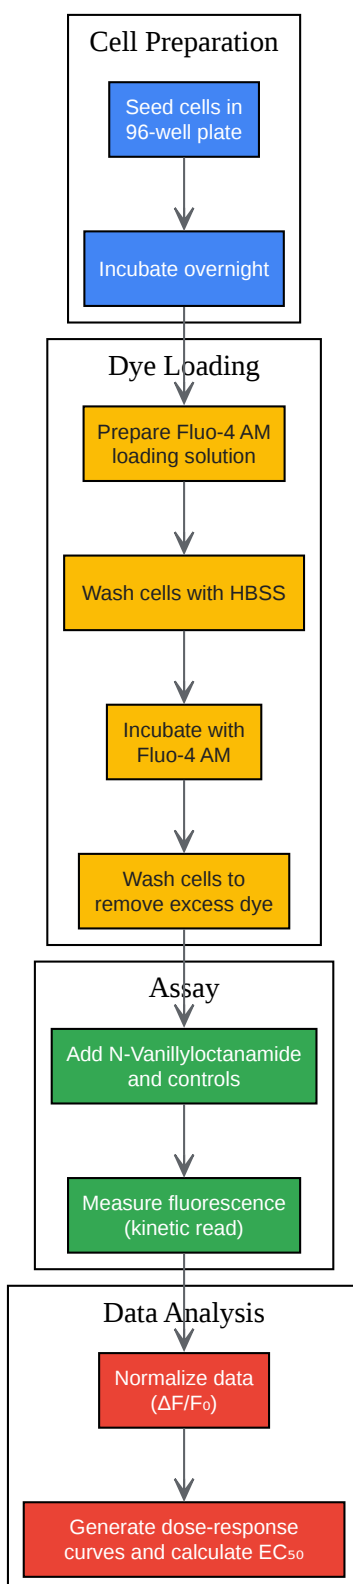 Cell Preparation
Seed cells in
96-well plate
Incubate overnight
Dye Loading
Prepare Fluo-4 AM
loading solution
Wash cells with HBSS
Incubate with
Fluo-4 AM
Wash cells to
remove excess dye
Assay
Add N-Vanillyloctanamide
and controls
Measure fluorescence
(kinetic read)
Data Analysis
Normalize data
(ΔF/F₀)
Generate dose-response
curves and calculate EC₅₀